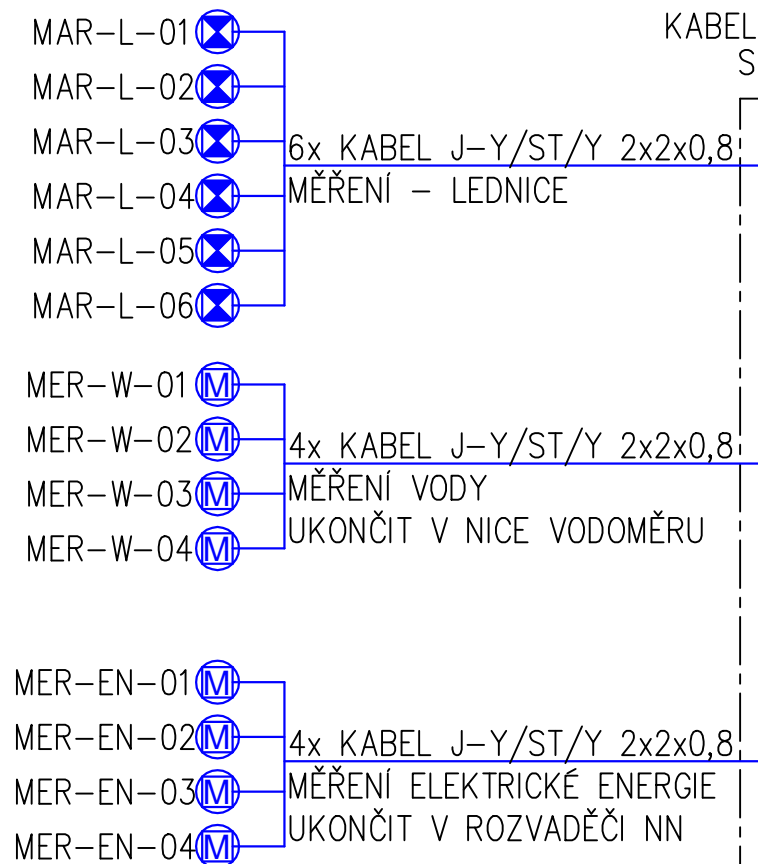 MAR-L-01
MAR-L-02
MAR-L-03
MAR-L-04
MAR-L-05
MAR-L-06
6x KABEL J-Y/ST/Y 2x2x0,8
MĚŘENÍ - LEDNICE
KABEL
S
MER-W-01 M
MER-W-02 M
MER-W-03 M
MER-W-04 M
4x KABEL J-Y/ST/Y 2x2x0,8
MĚŘENÍ VODY
UKONČIT V NICE VODOMĚRU
MER-EN-01 M
MER-EN-02 M
MER-EN-03 M
MER-EN-04 M
4x KABEL J-Y/ST/Y 2x2x0,8
MĚŘENÍ ELEKTRICKÉ ENERGIE
UKONČIT V ROZVADĚČI NN